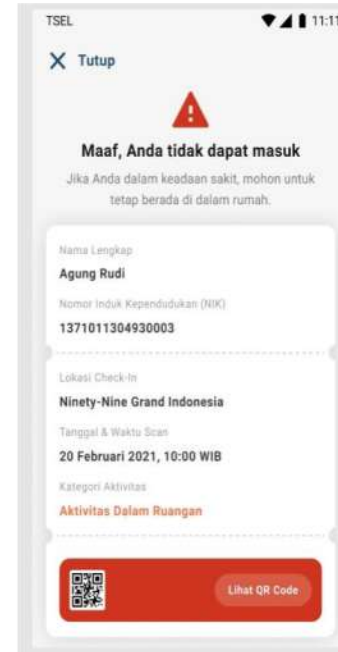 TSEL 11:11
Tutup
Maaf, Anda tidak dapat masuk
Jika Anda dalam keadaan sakit, mohon untuk
tetap berada di dalam rumah.
Nama Lengkap
Agung Rudi
Nomor Induk Kependudukan (NIK)
1371011304930003
Lokasi Check-In
Ninety-Nine Grand Indonesia
Tanggal & Waktu Scan
20 Februari 2021, 10:00 WIB
Kategori Aktivitas
Aktivitas Dalam Ruangan
Lihat QR Code